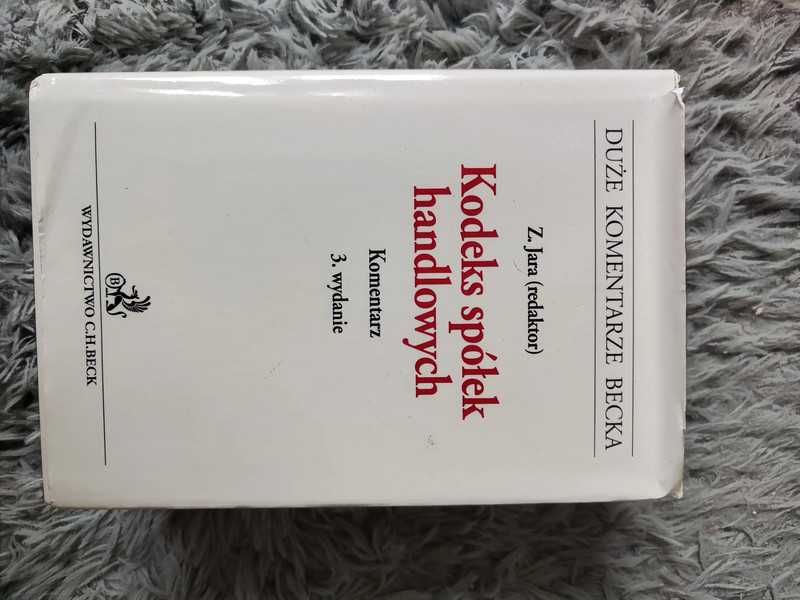 DUŻE KOMENTARZE BECKA
Z. Jara (redaktor)
Kodeks spółek
handlowych
Komentarz
3. wydanie
B
WYDAWNICTWO C.H.BECK